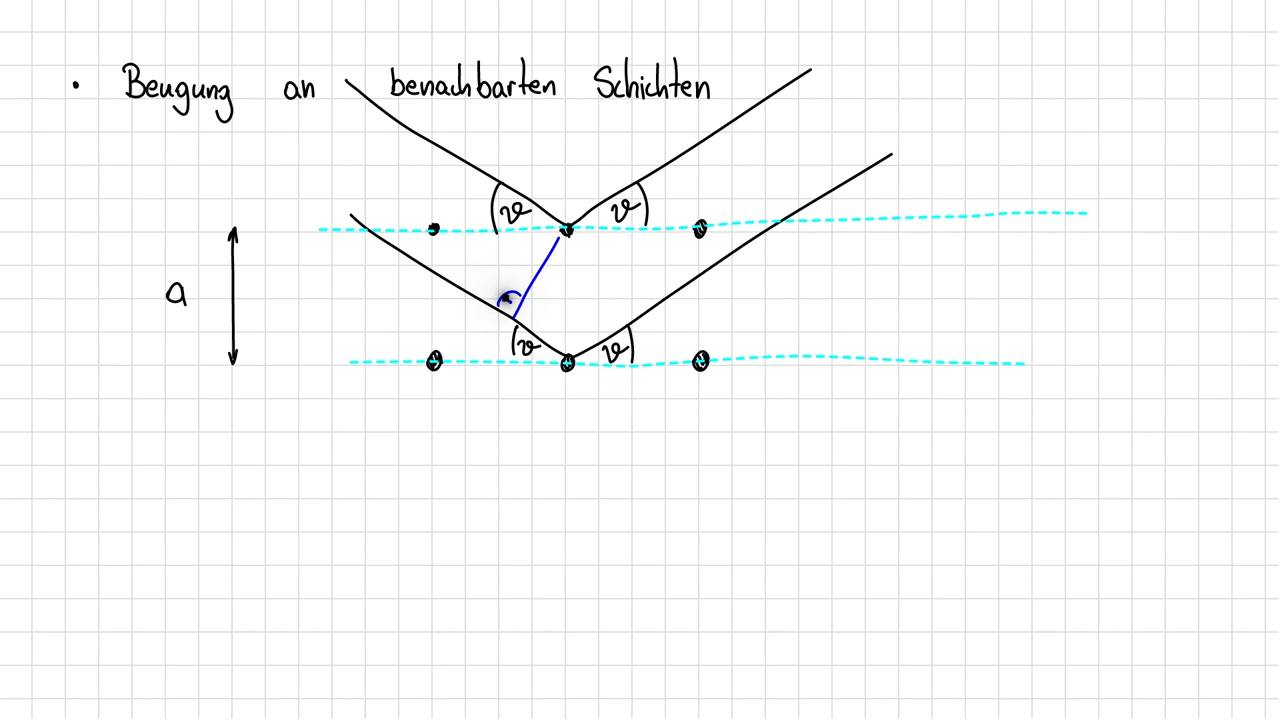 • Beugung an benachbarten Schichten
ϑ ϑ
a
ϑ ϑ